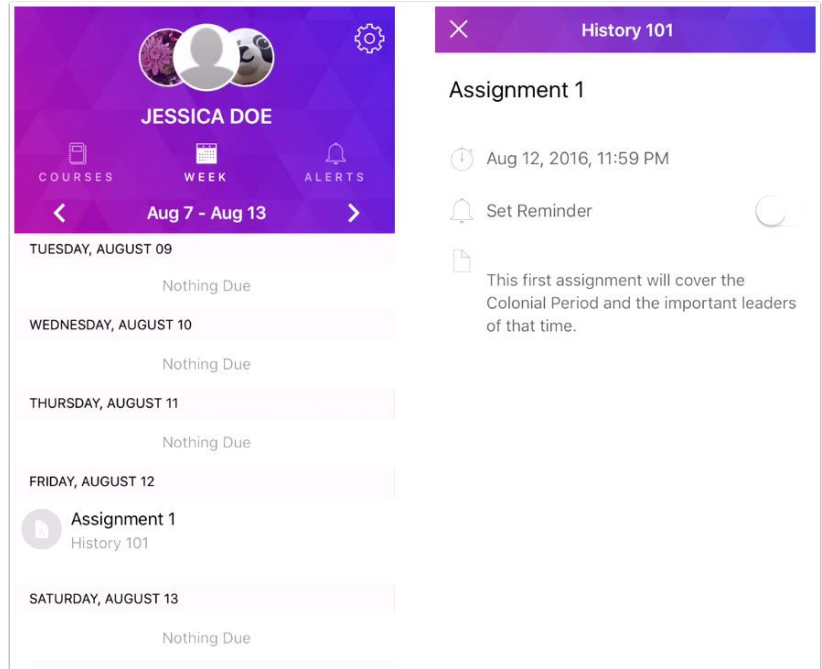 JESSICA DOE
COURSES
WEEK
ALERTS
Aug 7 - Aug 13
TUESDAY, AUGUST 09
Nothing Due
WEDNESDAY, AUGUST 10
Nothing Due
THURSDAY, AUGUST 11
Nothing Due
FRIDAY, AUGUST 12
Assignment 1
History 101
SATURDAY, AUGUST 13
Nothing Due
History 101
Assignment 1
Aug 12, 2016, 11:59 PM
Set Reminder
This first assignment will cover the
Colonial Period and the important leaders
of that time.